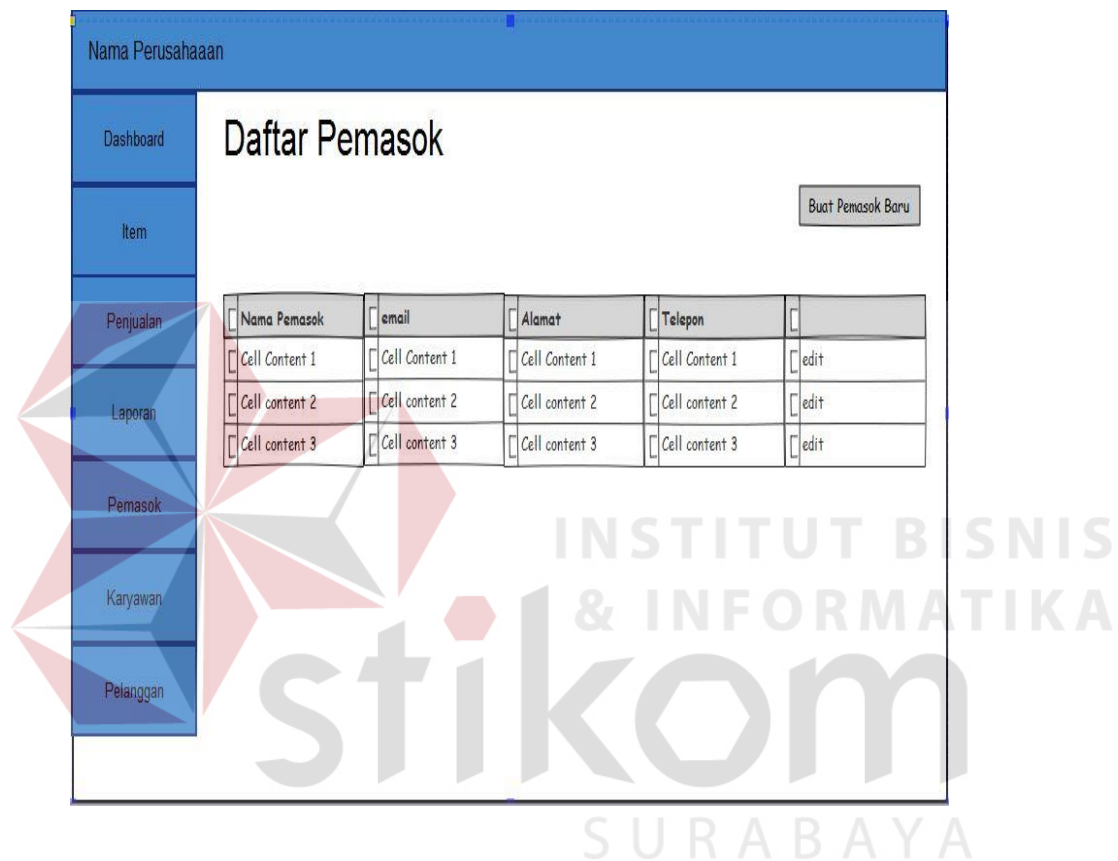 Nama Perusahaaan
Dashboard
Item
Penjualan
Laporan
Pemasok
Karyawan
Pelanggan
Daftar Pemasok
Buat Pemasok Baru
Nama Pemasok email Alamat Telepon
Cell Content 1 Cell Content 1 Cell Content 1 Cell Content 1 edit
Cell content 2 Cell content 2 Cell content 2 Cell content 2 edit
Cell content 3 Cell content 3 Cell content 3 Cell content 3 edit
INSTITUT BISNIS
& INFORMATIKA
stikom
SURABAYA